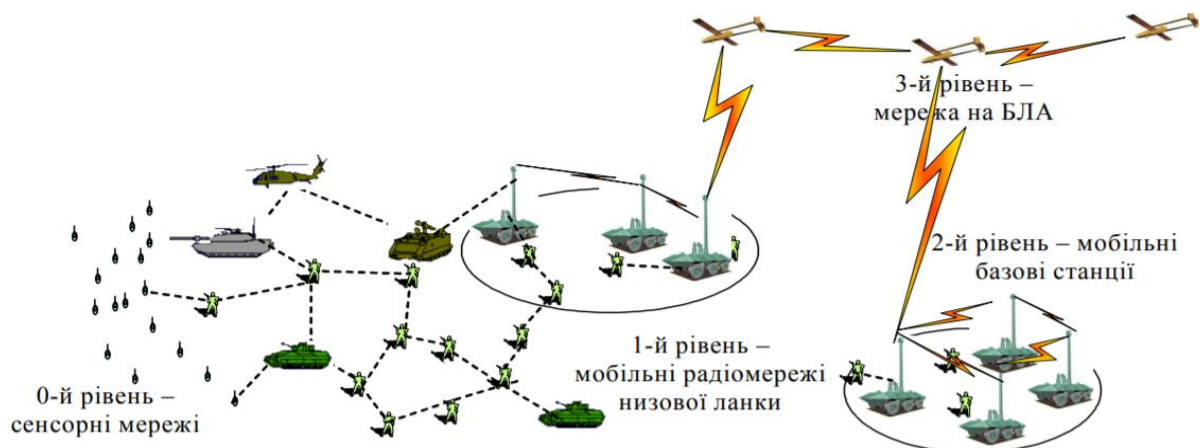 3-й рівень –
мережа на БЛА
2-й рівень – мобільні
базові станції
1-й рівень –
мобільні радіомережі
низової ланки
0-й рівень –
сенсорні мережі